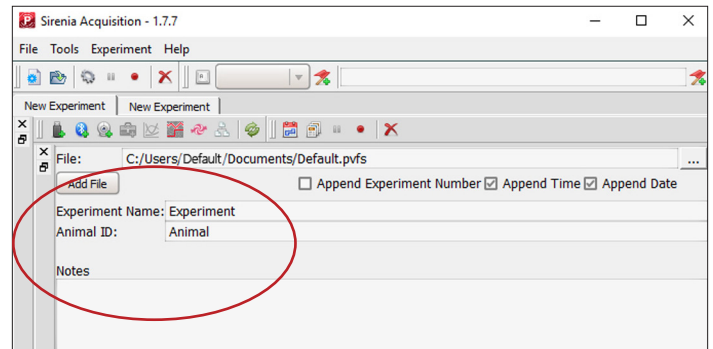 Sirenia Acquisition - 1.7.7
File Tools Experiment Help
New Experiment New Experiment
File: C:/Users/Default/Documents/Default.pvfs ...
Add File Append Experiment Number Append Time Append Date
Experiment Name: Experiment
Animal ID: Animal
Notes